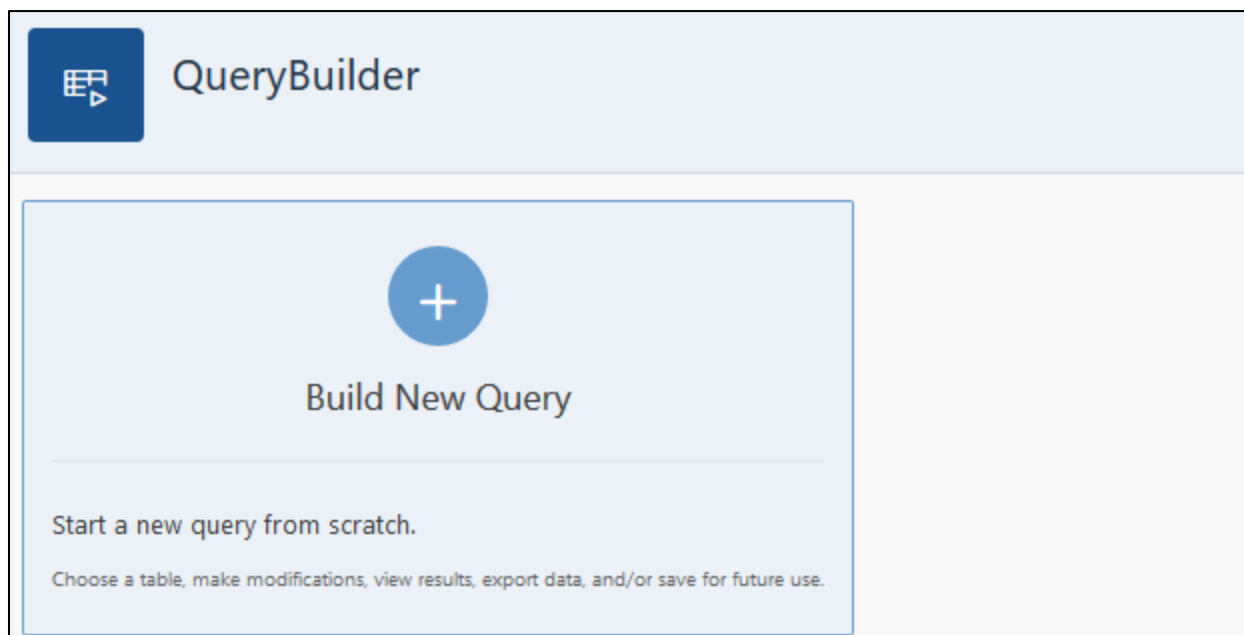 QueryBuilder
Build New Query
Start a new query from scratch.
Choose a table, make modifications, view results, export data, and/or save for future use.